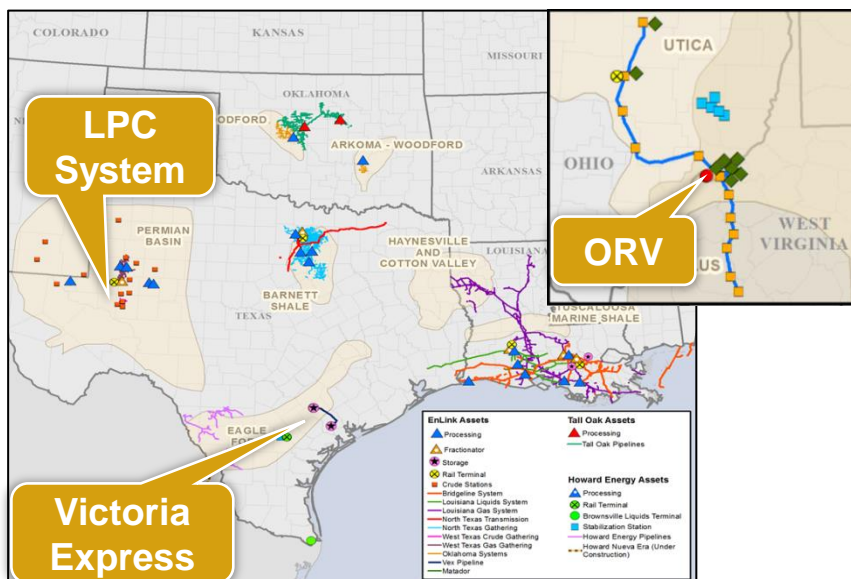 COLORADO
KANSAS
MISSOURI
OKLAHOMA
ARKOMA - WOODFORD
ARKANSAS
LPC
System
PERMIAN
BASIN
BARNETT
SHALE
TEXAS
HAYNESVILLE
AND
COTTON VALLEY
LOUISIANA
MARINE SHALE
EAGLE
Victoria
Express
UTICA
OHIO
ORV
WEST
VIRGINIA
EnLink Assets
Processing
Fractionator
Storage
Rail Terminal
Crude Stations
Bridgeline System
Louisiana Liquids System
Louisiana Gas System
North Texas Transmission
North Texas Gathering
West Texas Crude Gathering
West Texas Gas Gathering
Oklahoma Systems
Vex Pipeline
Matador
Tall Oak Assets
Processing
Tall Oak Pipelines
Howard Energy Assets
Processing
Rail Terminal
Brownsville Liquids Terminal
Stabilization Station
Howard Energy Pipelines
Howard Nueva Era (Under
Construction)